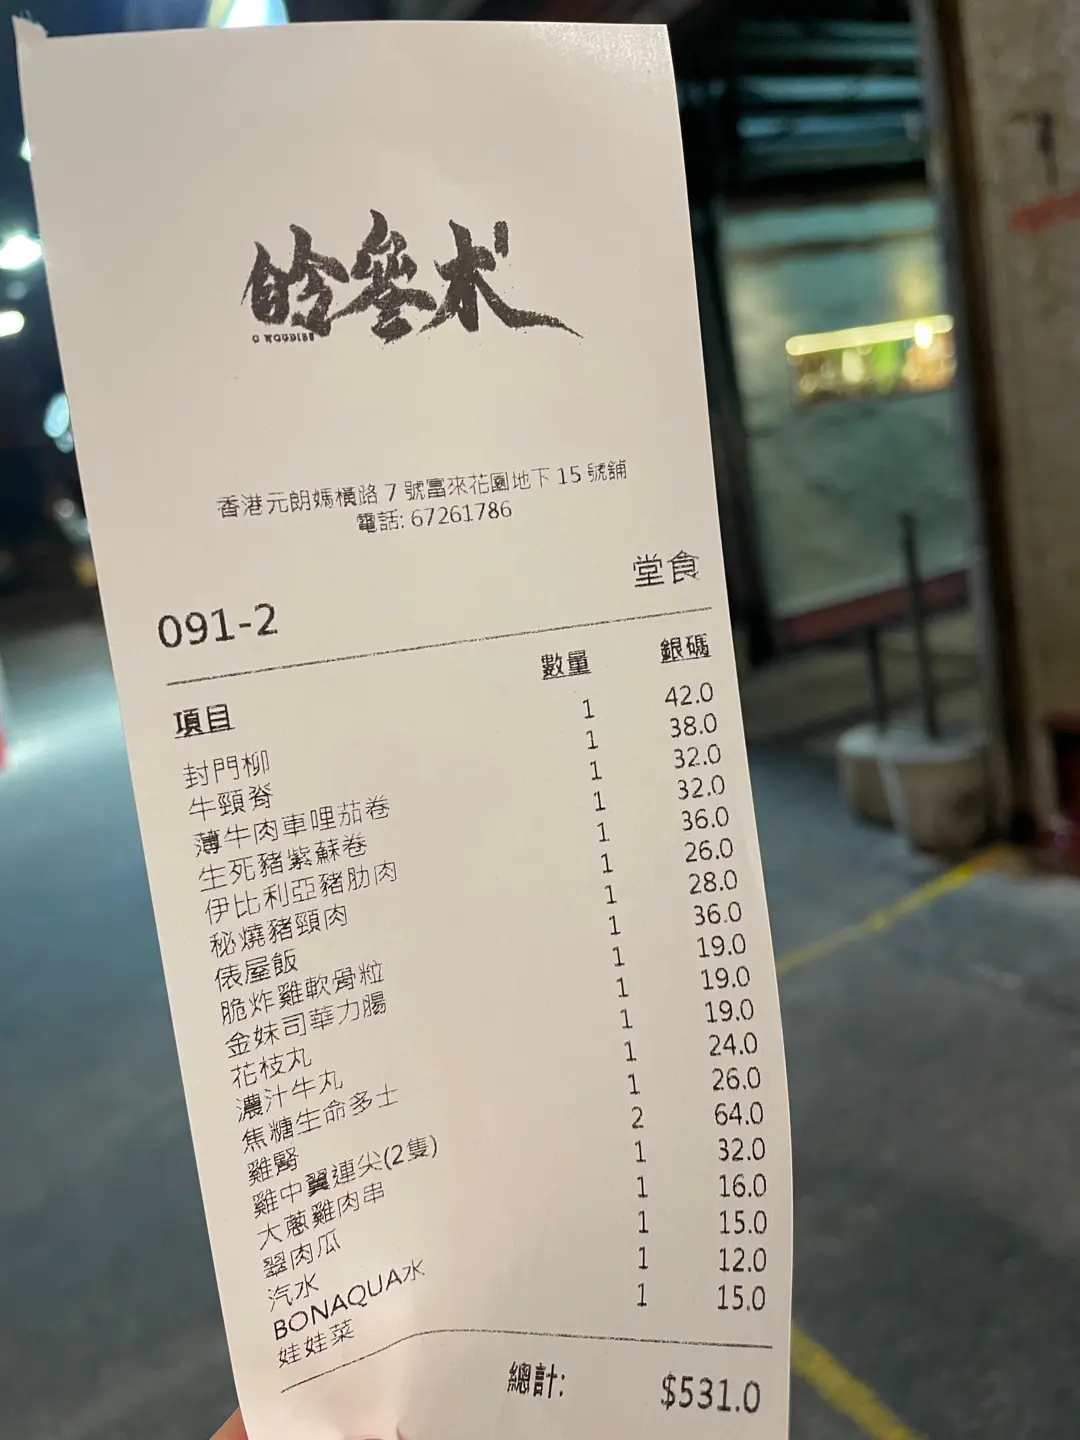 O WOODIES
香港元朗媽橫路 7 號富來花園地下 15 號舖
電話: 67261786
堂食
091-2
項目 數量 銀碼
封門柳 1 42.0
牛頸脊 1 38.0
薄牛肉車哩茄卷 1 32.0
生死豬紫蘇卷 1 32.0
伊比利亞豬肋肉 1 36.0
秘燒豬頸肉 1 26.0
俵屋飯 1 28.0
脆炸雞軟骨粒 1 36.0
金妹司華力腸 1 19.0
花枝丸 1 19.0
濃汁牛丸 1 19.0
焦糖生命多士 1 24.0
雞腎 1 26.0
雞中翼連尖(2隻) 2 64.0
大蔥雞肉串 1 32.0
翠肉瓜 1 16.0
汽水 1 15.0
BONAQUA水 1 12.0
娃娃菜 1 15.0
總計: $531.0